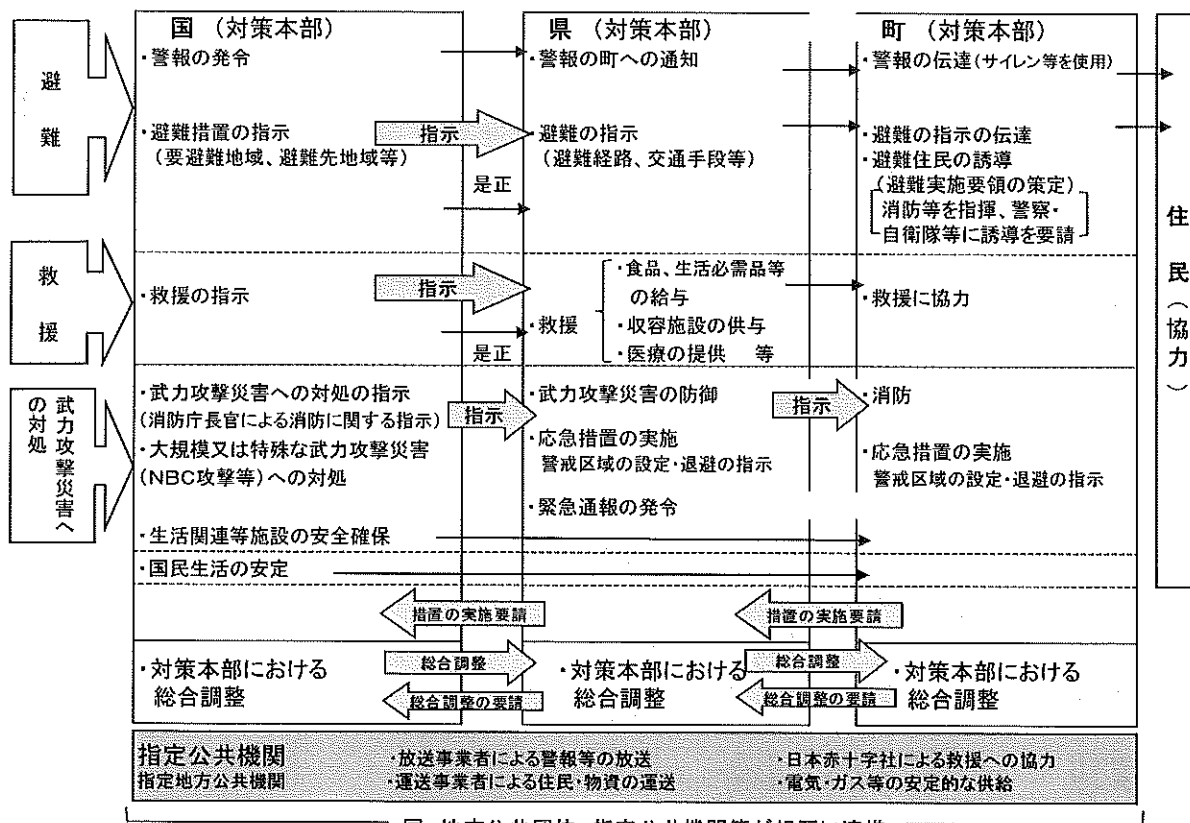 避難
国（対策本部）
・警報の発令
・避難措置の指示
（要避難地域、避難先地域等）
指示
是正
県（対策本部）
・警報の町への通知
・避難の指示
（避難経路、交通手段等）
町（対策本部）
・警報の伝達（サイレン等を使用）
・避難の指示の伝達
・避難住民の誘導
（避難実施要領の策定）
消防等を指揮、警察・
自衛隊等に誘導を要請
住民（協力）
救援
・救援の指示
指示
是正
・救援
・食品、生活必需品等
の給与
・収容施設の供与
・医療の提供　等
・救援に協力
武力攻撃災害へ
の対処
・武力攻撃災害への対処の指示
（消防庁長官による消防に関する指示）
・大規模又は特殊な武力攻撃災害
（NBC攻撃等）への対処
・生活関連等施設の安全確保
・国民生活の安定
指示
・武力攻撃災害の防御
・応急措置の実施
警戒区域の設定・退避の指示
・緊急通報の発令
指示
・消防
・応急措置の実施
警戒区域の設定・退避の指示
措置の実施要請
措置の実施要請
・対策本部における
総合調整
総合調整
総合調整の要請
・対策本部における
総合調整
総合調整
総合調整の要請
・対策本部における
総合調整
指定公共機関
指定地方公共機関
・放送事業者による警報等の放送
・運送事業者による住民・物資の運送
・日本赤十字社による救援への協力
・電気・ガス等の安定的な供給